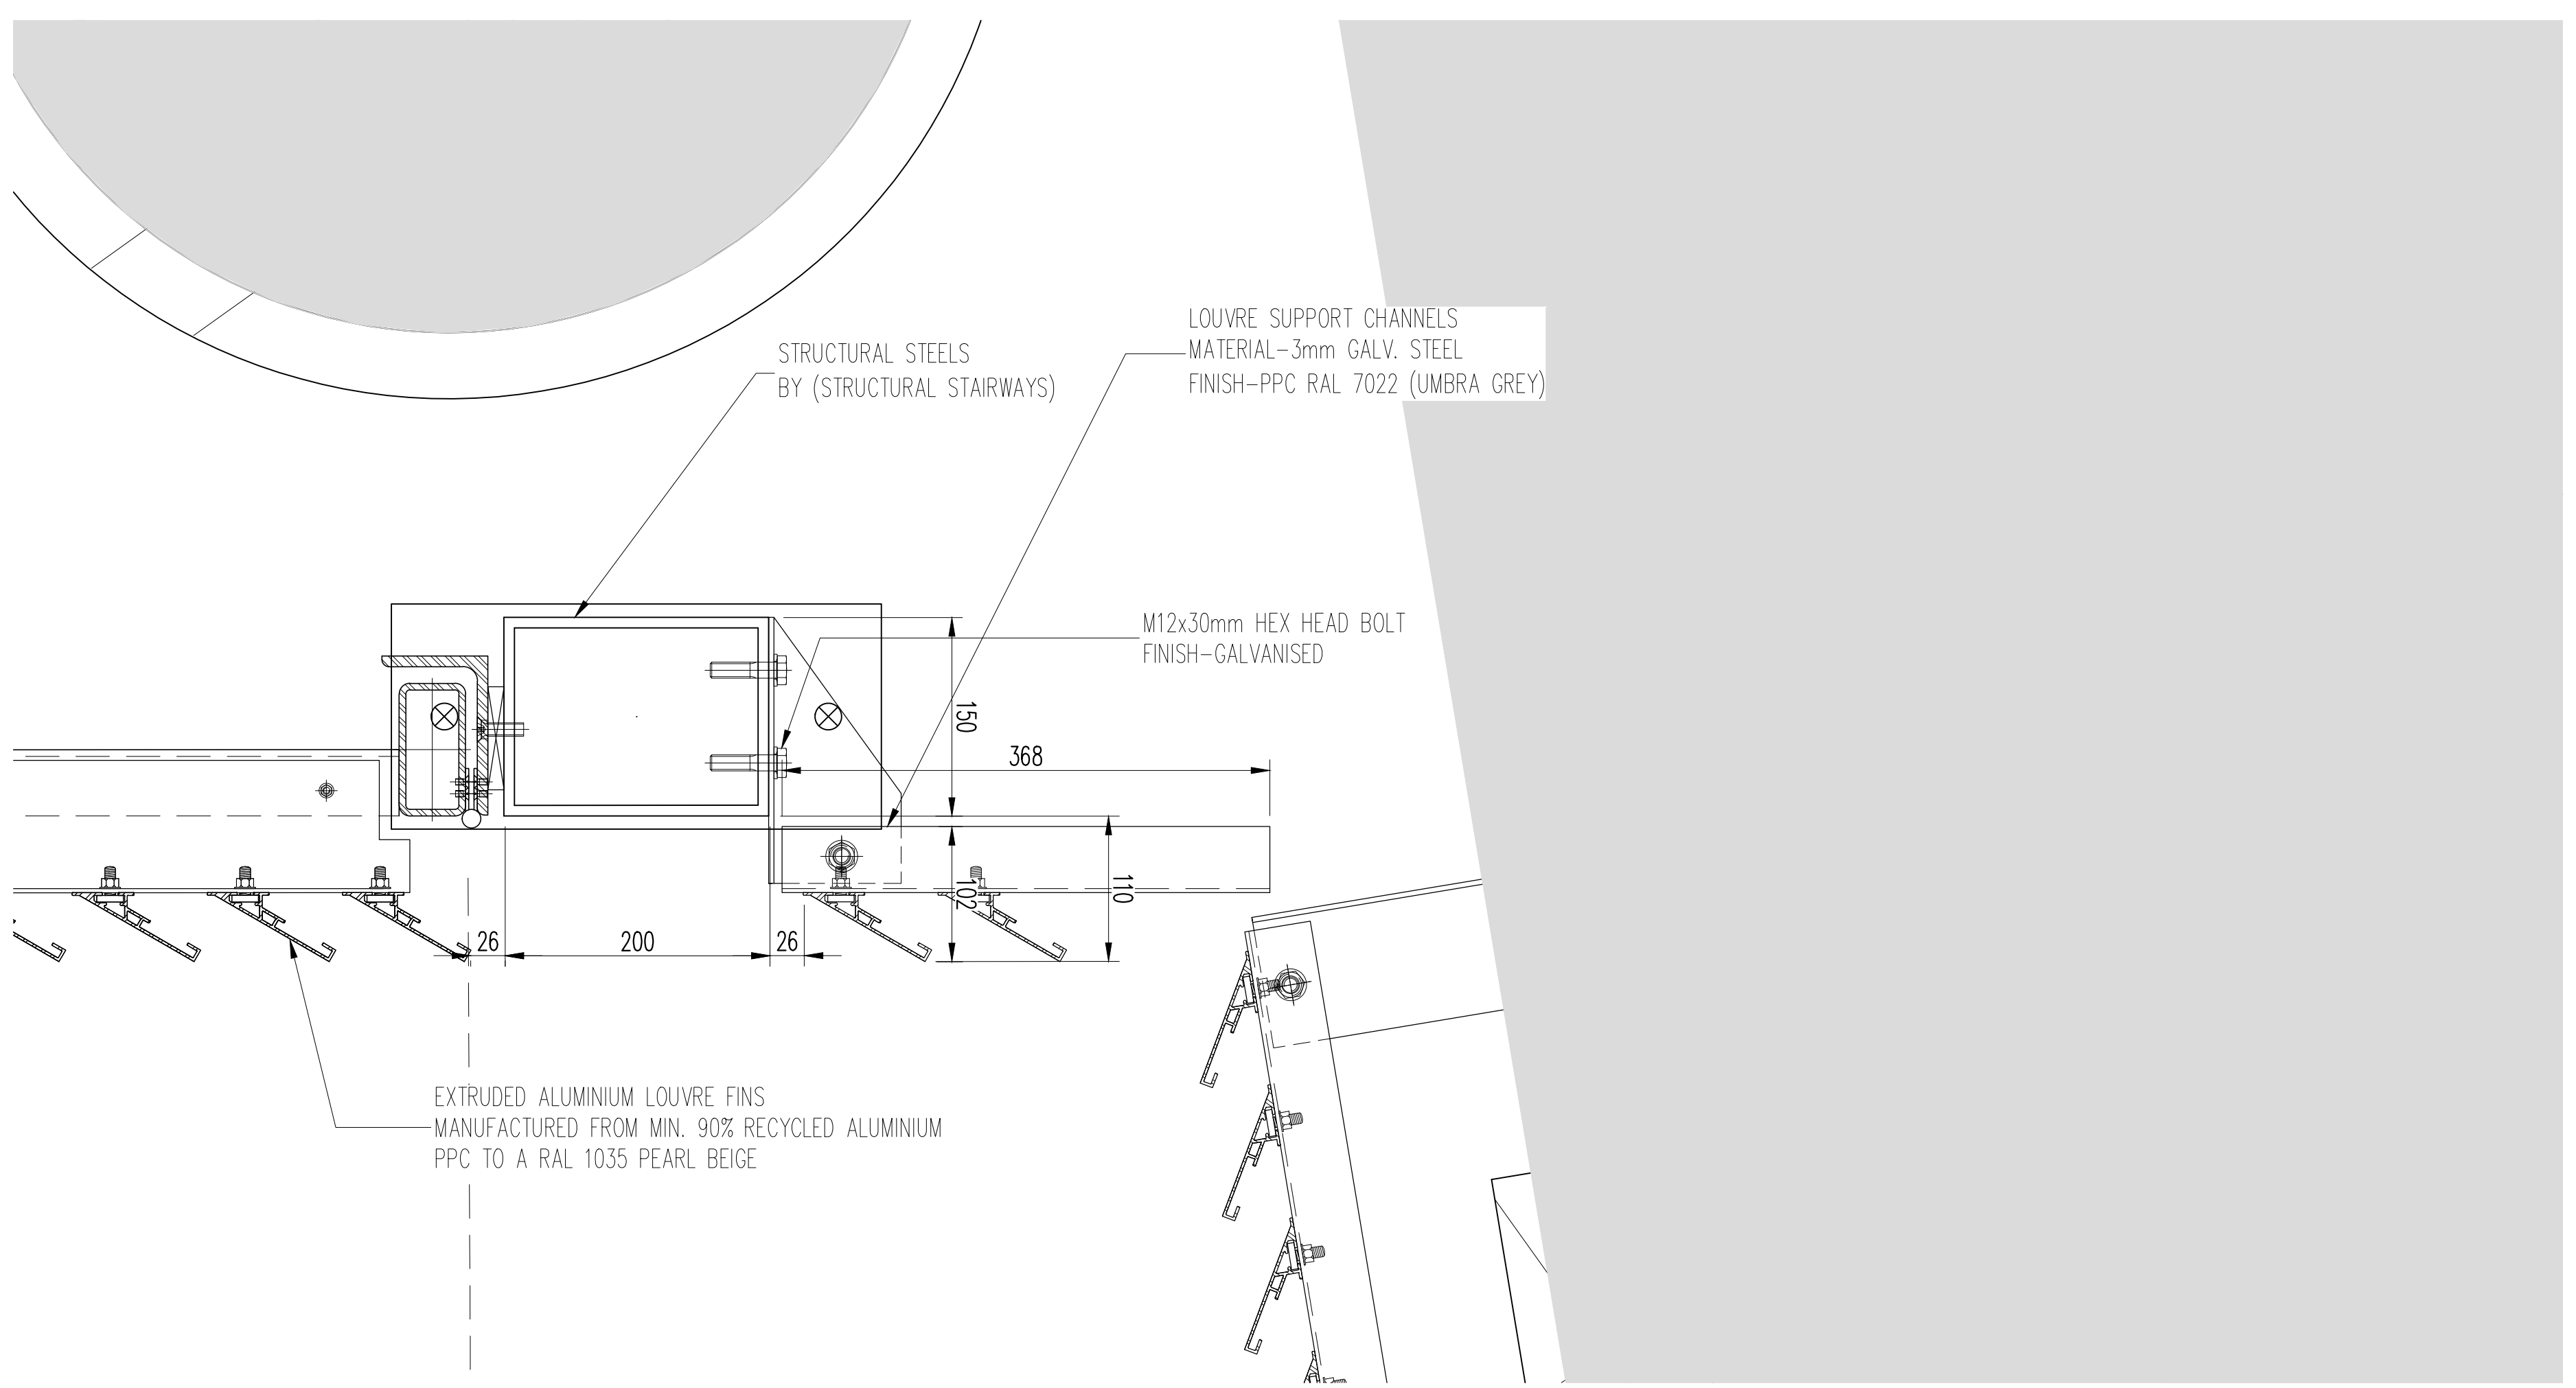 LOUVRE SUPPORT CHANNELS
MATERIAL-3mm GALV. STEEL
FINISH-PPC RAL 7022 (UMBRA GREY)
STRUCTURAL STEELS
BY (STRUCTURAL STAIRWAYS)
M12x30mm HEX HEAD BOLT
FINISH-GALVANISED
150
368
102
110
26
200
26
EXTRUDED ALUMINIUM LOUVRE FINS
MANUFACTURED FROM MIN. 90% RECYCLED ALUMINIUM
PPC TO A RAL 1035 PEARL BEIGE